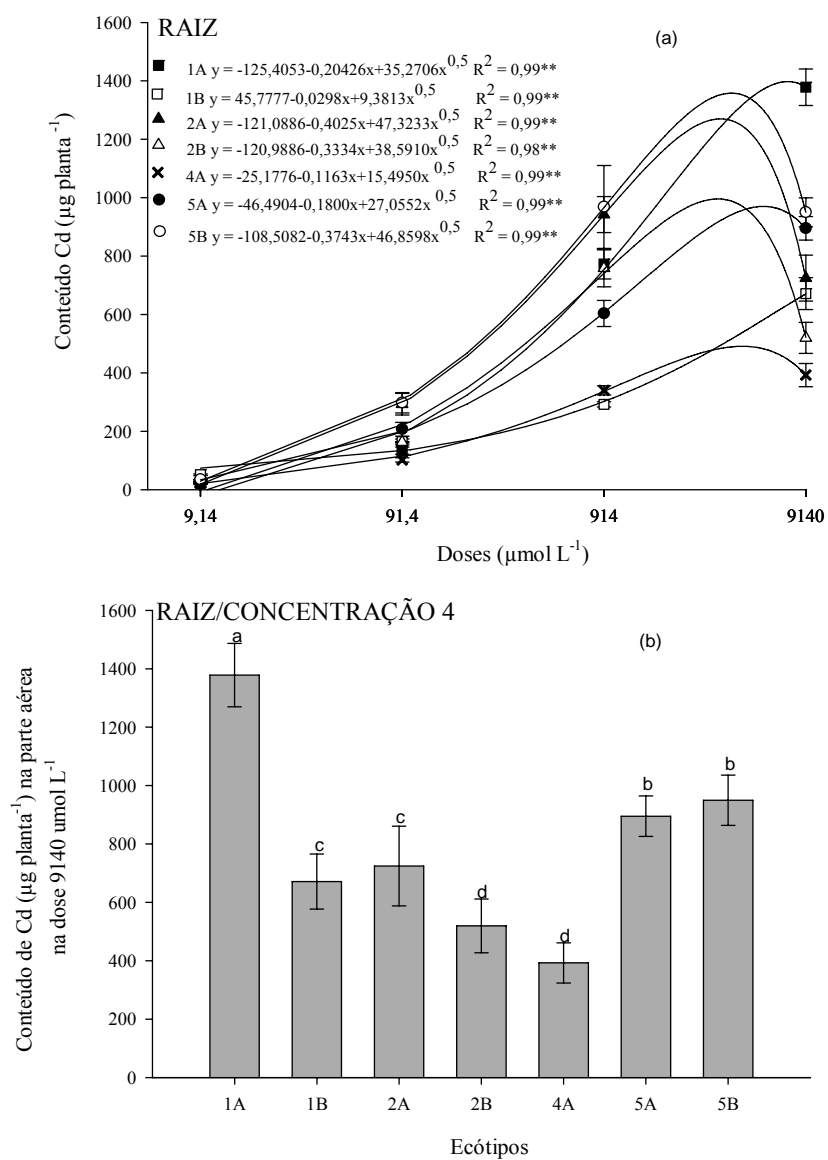 RAIZ
(a)
1A y = -125,4053-0,20426x+35,2706x^0,5 R^2 = 0,99**
1B y = 45,7777-0,0298x+9,3813x^0,5 R^2 = 0,99**
2A y = -121,0886-0,4025x+47,3233x^0,5 R^2 = 0,99**
2B y = -120,9886-0,3334x+38,5910x^0,5 R^2 = 0,98**
4A y = -25,1776-0,1163x+15,4950x^0,5 R^2 = 0,99**
5A y = -46,4904-0,1800x+27,0552x^0,5 R^2 = 0,99**
5B y = -108,5082-0,3743x+46,8598x^0,5 R^2 = 0,99**
Conteúdo Cd (µg planta^-1)
1600
1400
1200
1000
800
600
400
200
0
9,14 91,4 914 9140
Doses (µmol L^-1)
RAIZ/CONCENTRAÇÃO 4
(b)
Conteúdo de Cd (µg planta^-1) na parte aérea
na dose 9140 umol L^-1
1600
1400
1200
1000
800
600
400
200
0
a c c d d b b
1A 1B 2A 2B 4A 5A 5B
Ecótipos